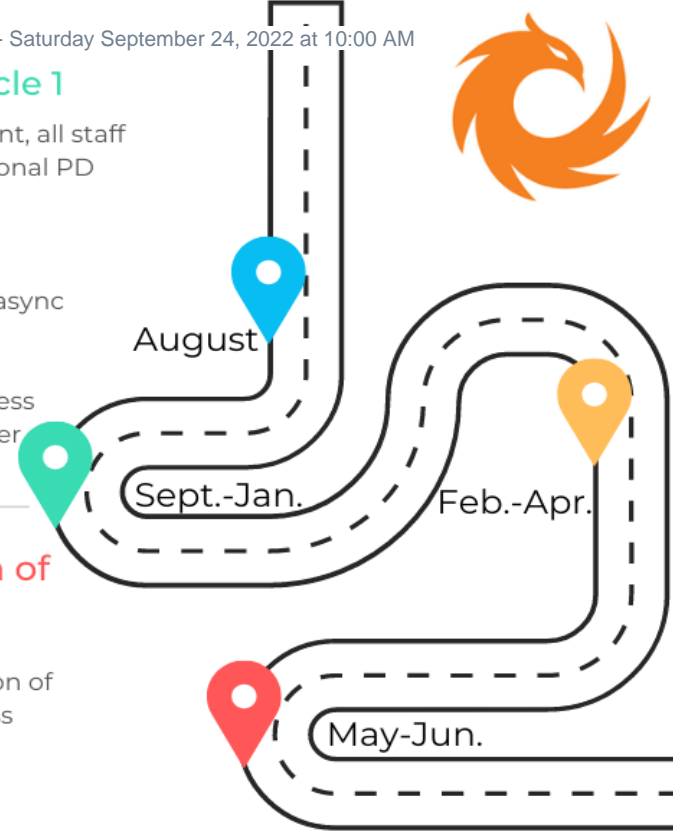 - Saturday September 24, 2022 at 10:00 AM
cle 1
nt, all staff
onal PD
async
August
ess
er
Sept.-Jan.
Feb.-Apr.
n of
on of
s
May-Jun.